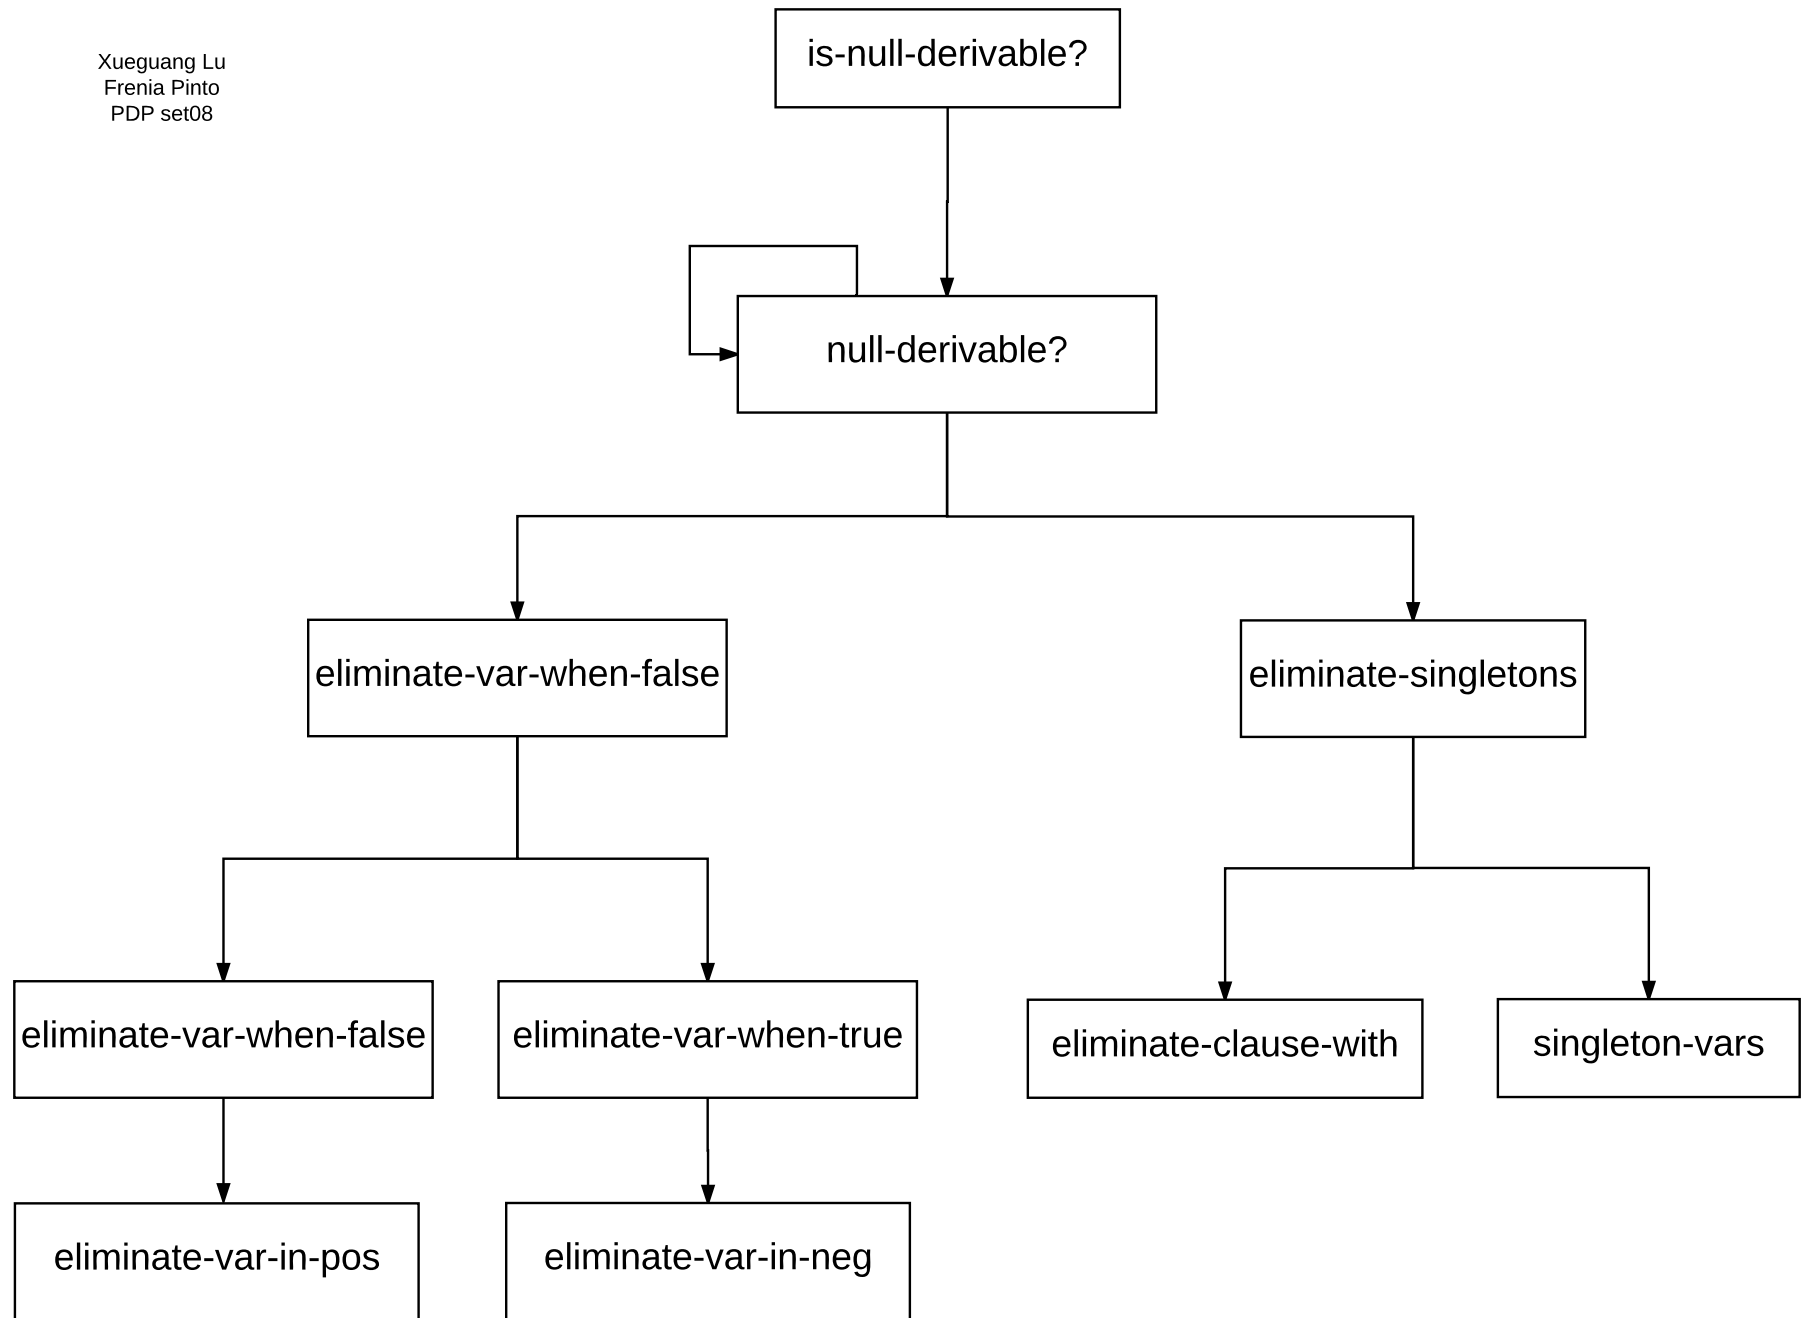 is-null-derivable?
Xueguang Lu
Frenia Pinto
PDP set08
null-derivable?
eliminate-var-when-false
eliminate-singletons
eliminate-var-when-false
eliminate-var-when-true
eliminate-clause-with
singleton-vars
eliminate-var-in-pos
eliminate-var-in-neg